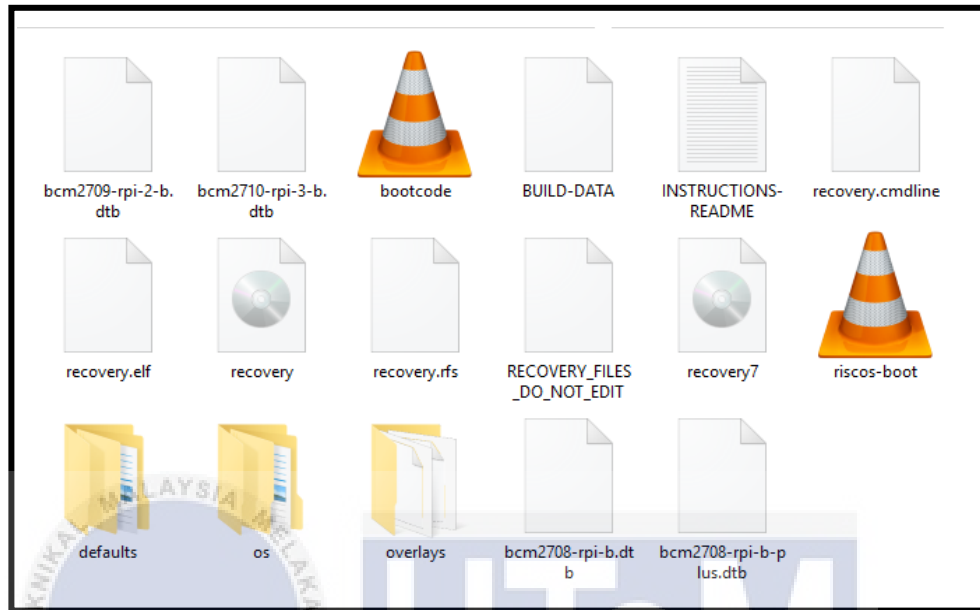 bcm2709-rpi-2-b.
dtb
bcm2710-rpi-3-b.
dtb
bootcode
BUILD-DATA
INSTRUCTIONS-
README
recovery.cmdline
recovery.elf
recovery
recovery.rfs
RECOVERY_FILES
_DO_NOT_EDIT
recovery7
riscos-boot
defaults
os
overlays
bcm2708-rpi-b.dt
b
bcm2708-rpi-b-p
lus.dtb